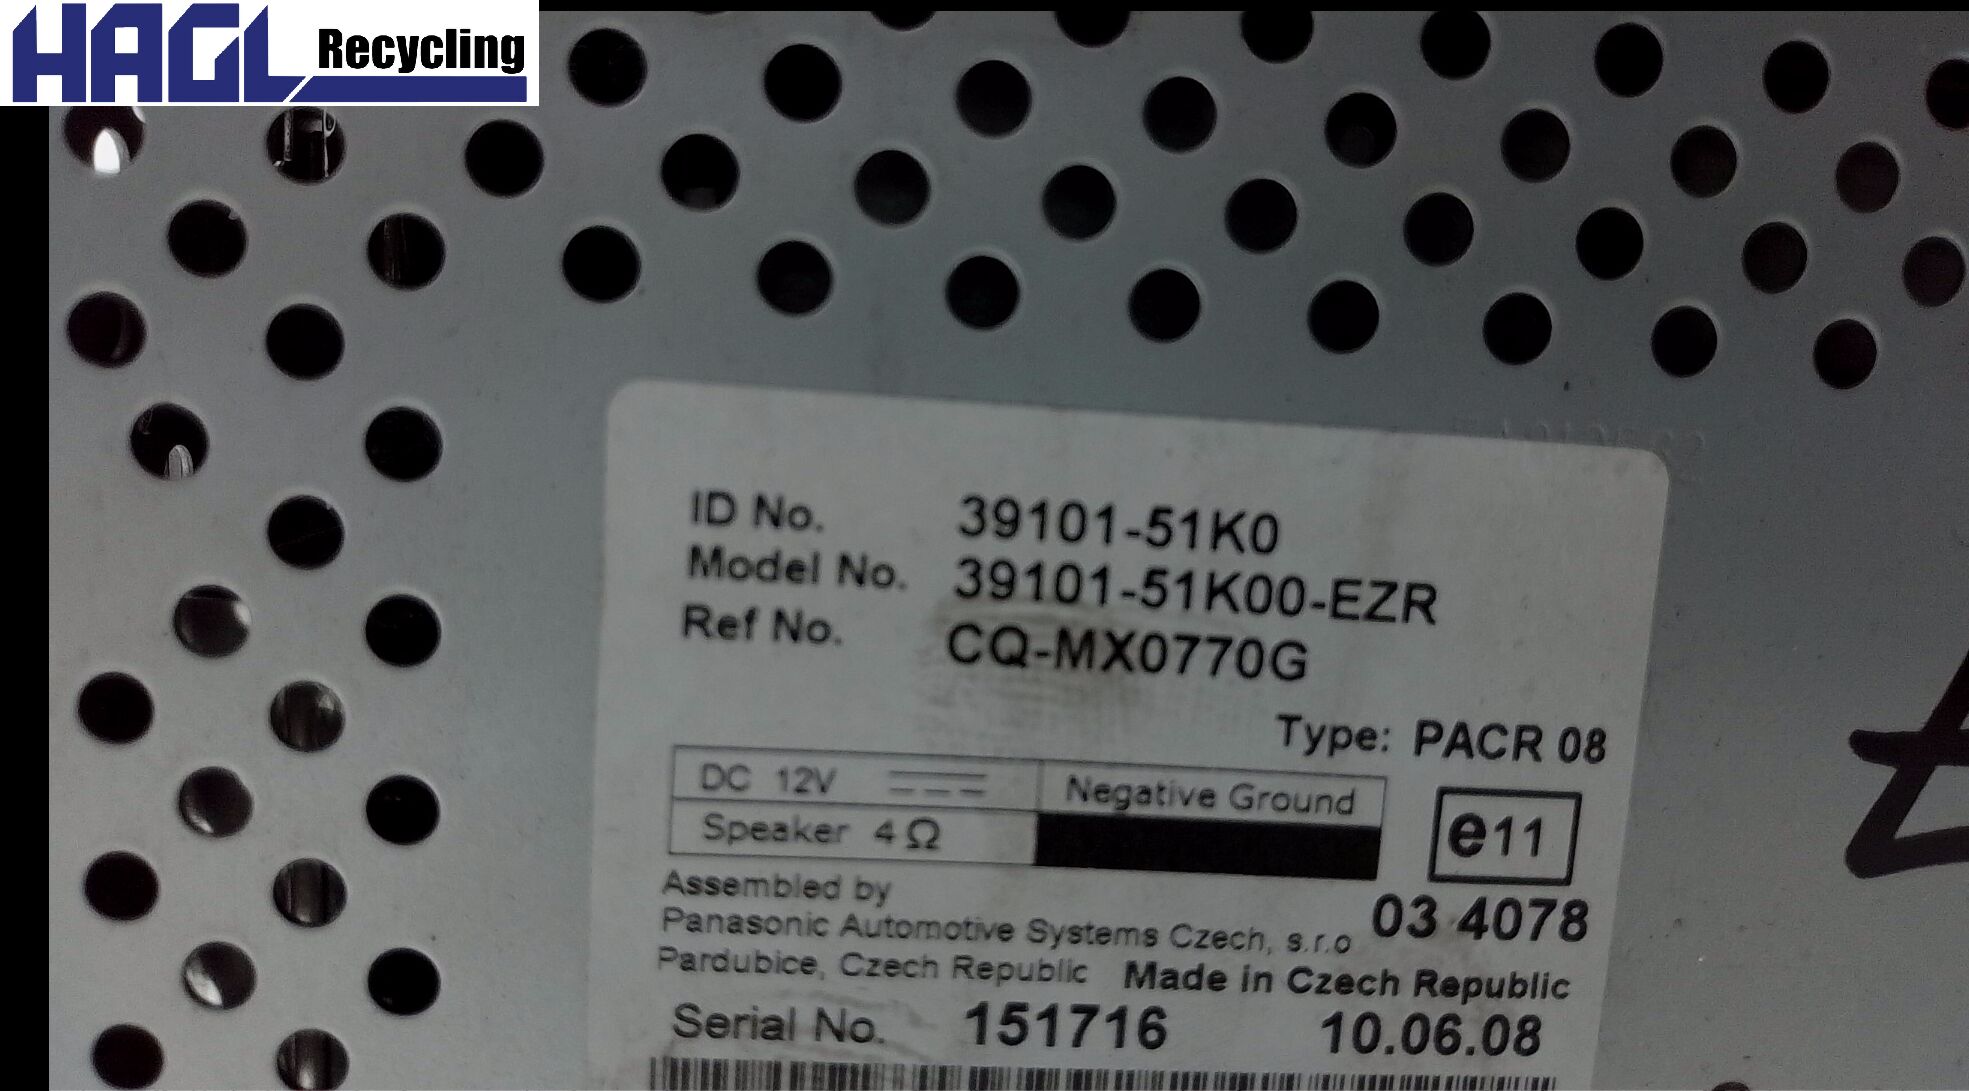 HAGL Recycling
ID No. 39101-51K0
Model No. 39101-51K00-EZR
Ref No. CQ-MX0770G
Type: PACR 08
DC 12V Negative Ground
Speaker 4Ω
e11
Assembled by
03 4078
Panasonic Automotive Systems Czech, s.r.o
Pardubice, Czech Republic Made in Czech Republic
Serial No. 151716 10.06.08